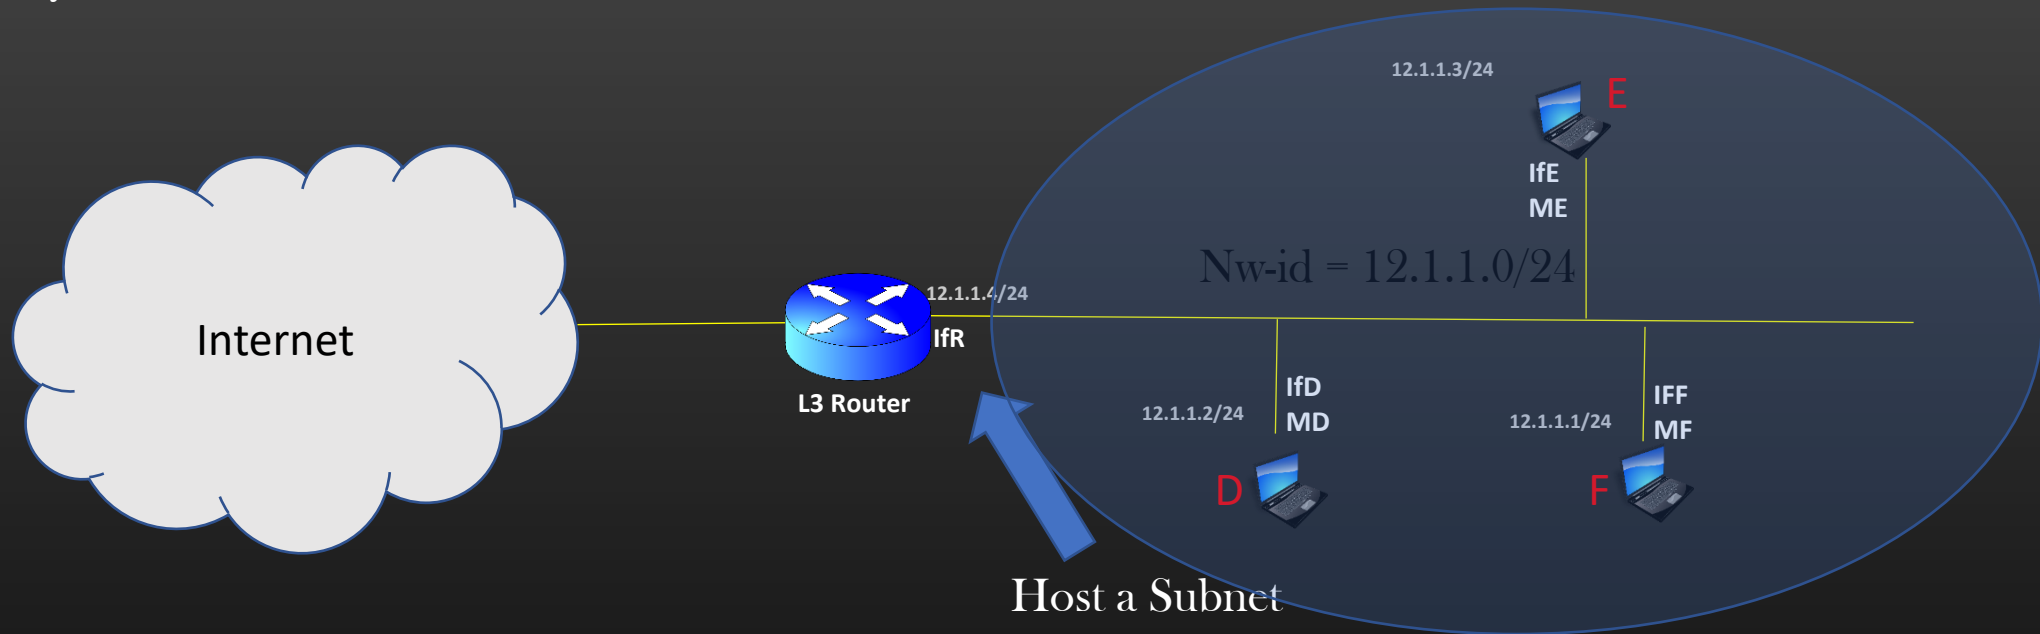 12.1.1.3/24
E
IfE
ME
Nw-id = 12.1.1.0/24
12.1.1.4/24
IfR
Internet
L3 Router
IfD
MD
12.1.1.2/24
D
IFF
MF
12.1.1.1/24
F
Host a Subnet